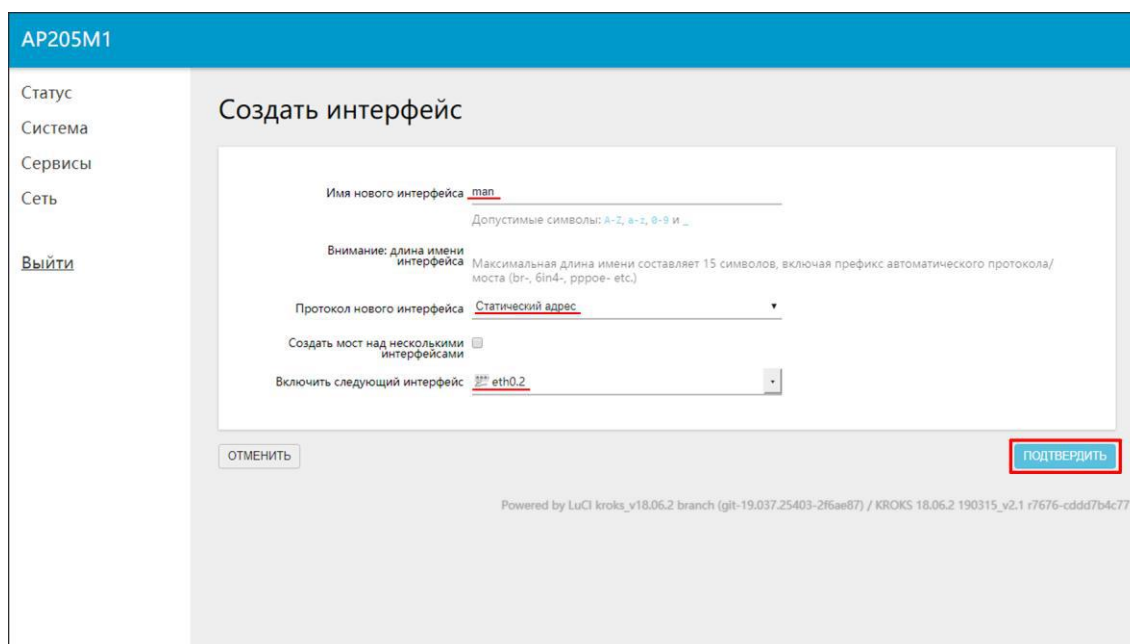 AP205M1
Статус
Система
Сервисы
Сеть
Выйти
Создать интерфейс
Имя нового интерфейса man
Допустимые символы: A-Z, a-z, 0-9 и _
Внимание: длина имени
интерфейса Максимальная длина имени составляет 15 символов, включая префикс автоматического протокола/
моста (br-, 6in4-, pppoe- etc.)
Протокол нового интерфейса Статический адрес
Создать мост над несколькими
интерфейсами
Включить следующий интерфейс eth0.2
ОТМЕНИТЬ
ПОДТВЕРДИТЬ
Powered by LuCI kroks_v18.06.2 branch (git-19.037.25403-2f6ae87) / KROKS 18.06.2 190315_v2.1 r7676-cddd7b4c77